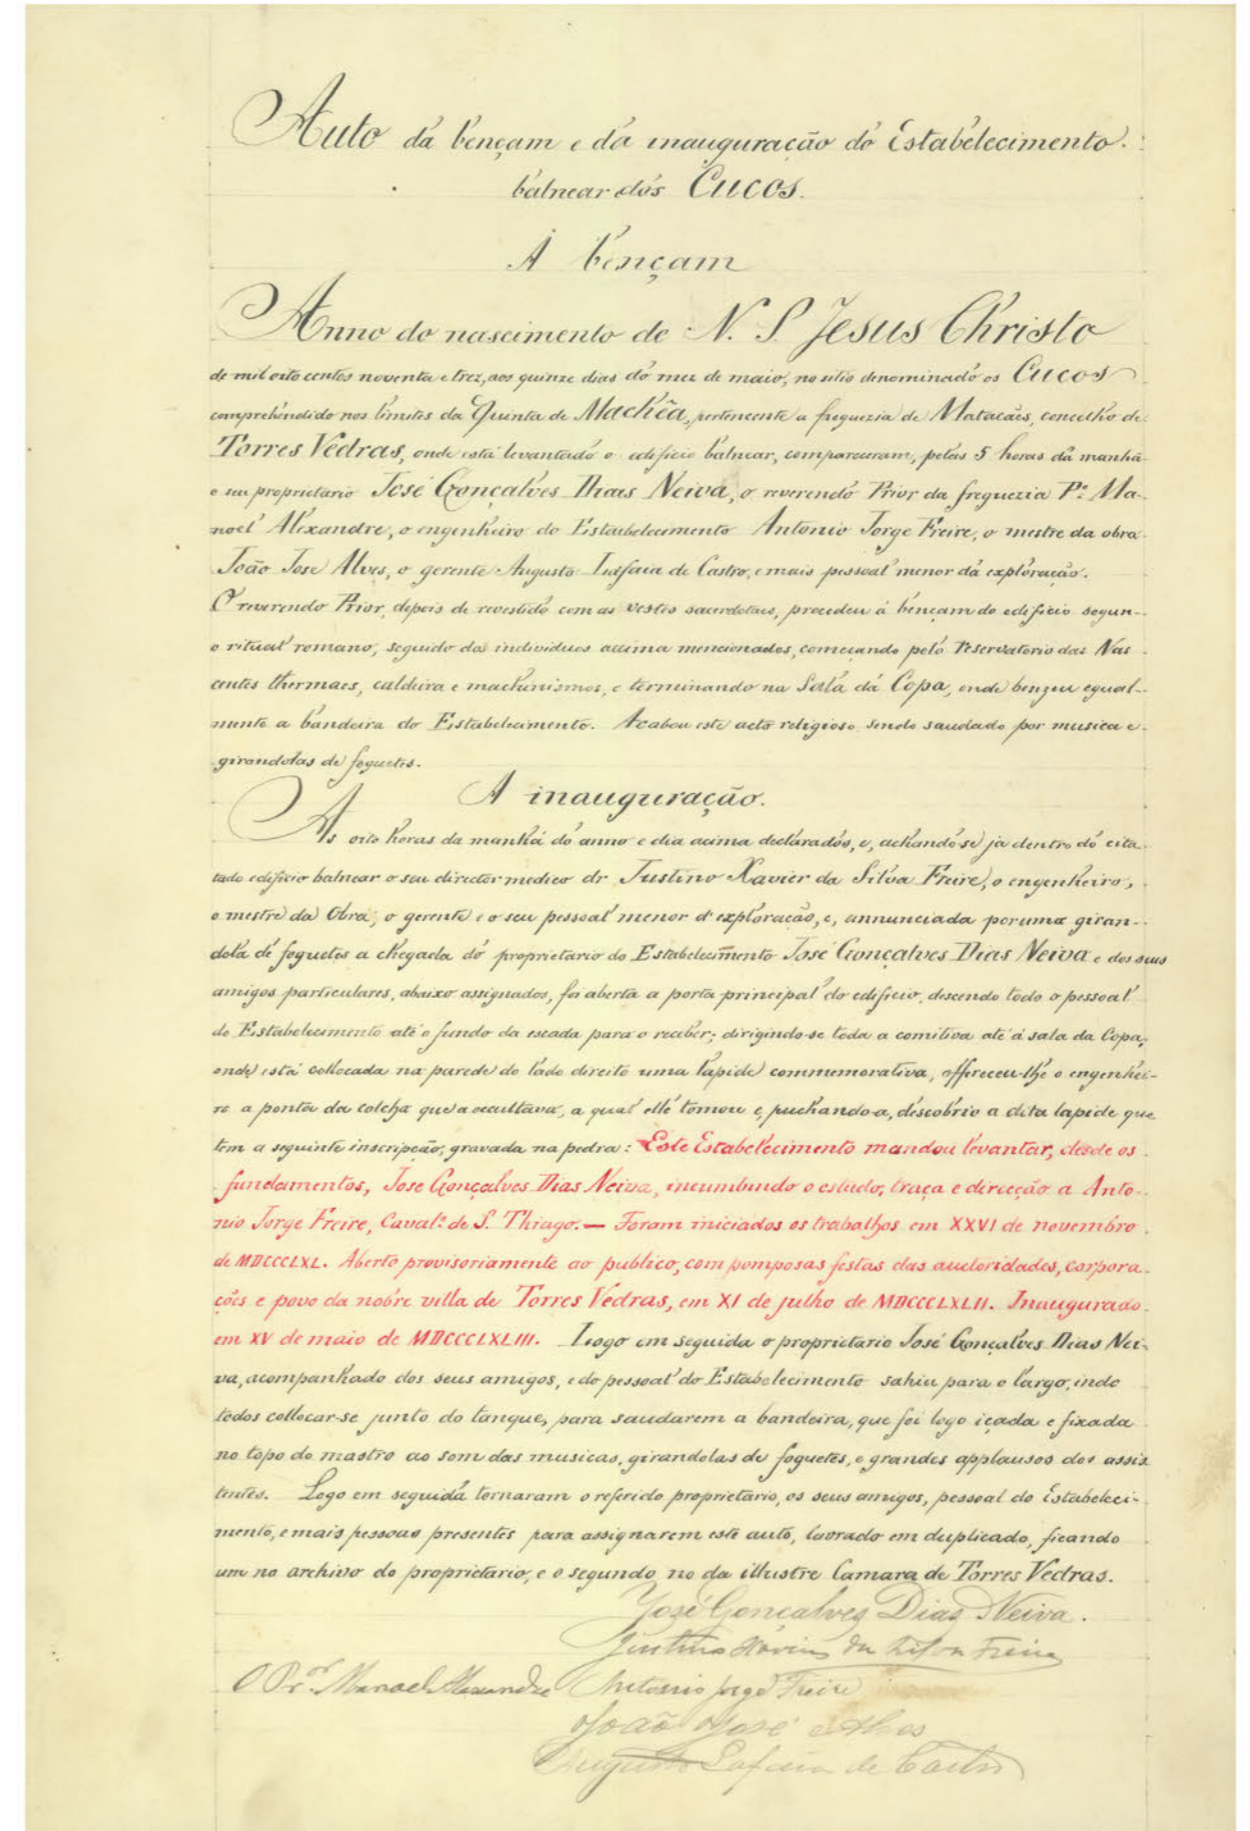 Auto da bençam e da inauguração do Estabelecimento
balnear dos Cucos.
A bençam
Anno do nascimento de N. S. Jesus Christo
de mil oito centos noventa e trez, aos quinze dias do mez de maio, no sitio denominado os Cucos
comprehendido nos limites da Quinta de Machêa, pertencente a freguezia de Matacães, concelho de
Torres Vedras, onde está levantado o edificio balnear, compareceram, pelas 5 horas da manhã
o seu proprietario José Gonçalves Dias Neiva, o reverendo Prior da freguezia Pe. Ma-
noel Alexandre, o engenheiro do Estabelecimento Antonio Jorge Freire, o mestre da obra
João José Alves, o gerente Augusto Lafaia de Castro, e mais pessoal menor da exploração.
O reverendo Prior, depois de revestido com as vestes sacerdotaes, procedeu á bençam do edificio segun-
o ritual romano, seguido dos individuos acima mencionados, começando pelo Reservatorio das Nas
centes thermaes, caldeira e machinismos, e terminando na Sala da Copa, onde benzeu egual-
mente a bandeira do Estabelecimento. Acabou este acto religioso sendo saudado por musica e
girandolas de foguetes.
A inauguração.
As oito horas da manhã do anno e dia acima declarados, e, achando-se ja dentro do cita
tado edificio balnear o seu director medico dr Justino Xavier da Silva Freire, o engenheiro,
o mestre da Obra, o gerente e o seu pessoal menor d'exploração, e, annunciada por uma giran-
dola de foguetes a chegada do proprietario do Estabelecimento José Gonçalves Dias Neiva e dos seus
amigos particulares, abaixo assignados, foi aberta a porta principal do edificio, descendo todo o pessoal
do Estabelecimento até o fundo da escada para o receber; dirigindo-se toda a comitiva até á sala da Copa,
onde está collocada na parede do lado direito uma lapide commemorativa, offereceu-lhe o engenhei-
ro a ponta da colcha que a occultava, a qual elle tomou e, puchando-a, descobrio a dita lapide que
tem a seguinte inscripção, gravada na pedra: Este Estabelecimento mandou levantar, desde os
fundamentos, José Gonçalves Dias Neiva, incumbindo o estudo, traça e direcção a Anto-
nio Jorge Freire, Caval.º de S. Thiago. — Foram iniciados os trabalhos em XXVI de novembro
de MDCCCLXL. Aberto provisoriamente ao publico, com pomposas festas das auctoridades, corpora-
ções e povo da nobre villa de Torres Vedras, em XI de julho de MDCCCLXLII. Inaugurado
em XV de maio de MDCCCLXLIII. Logo em seguida o proprietario José Gonçalves Dias Nei-
va, acompanhado dos seus amigos, e do pessoal do Estabelecimento sahiu para o largo, indo
todos collocar-se junto do tanque, para saudarem a bandeira, que foi logo içada e fixada
no topo do mastro ao som das musicas, girandolas de foguetes, e grandes applausos dos assis
tentes. Logo em seguida tornaram o referido proprietario, os seus amigos, pessoal do Estabeleci-
mento, e mais pessoas presentes para assignarem este auto, lavrado em duplicado, ficando
um no archivo do proprietario, e o segundo no da illustre Camara de Torres Vedras.
José Gonçalves Dias Neiva.
Justino Xavier da Silva Freire
O Pr.or Manoel Alexandre Antonio Jorge Freire
João José Alves
Augusto Lafaia de Castro